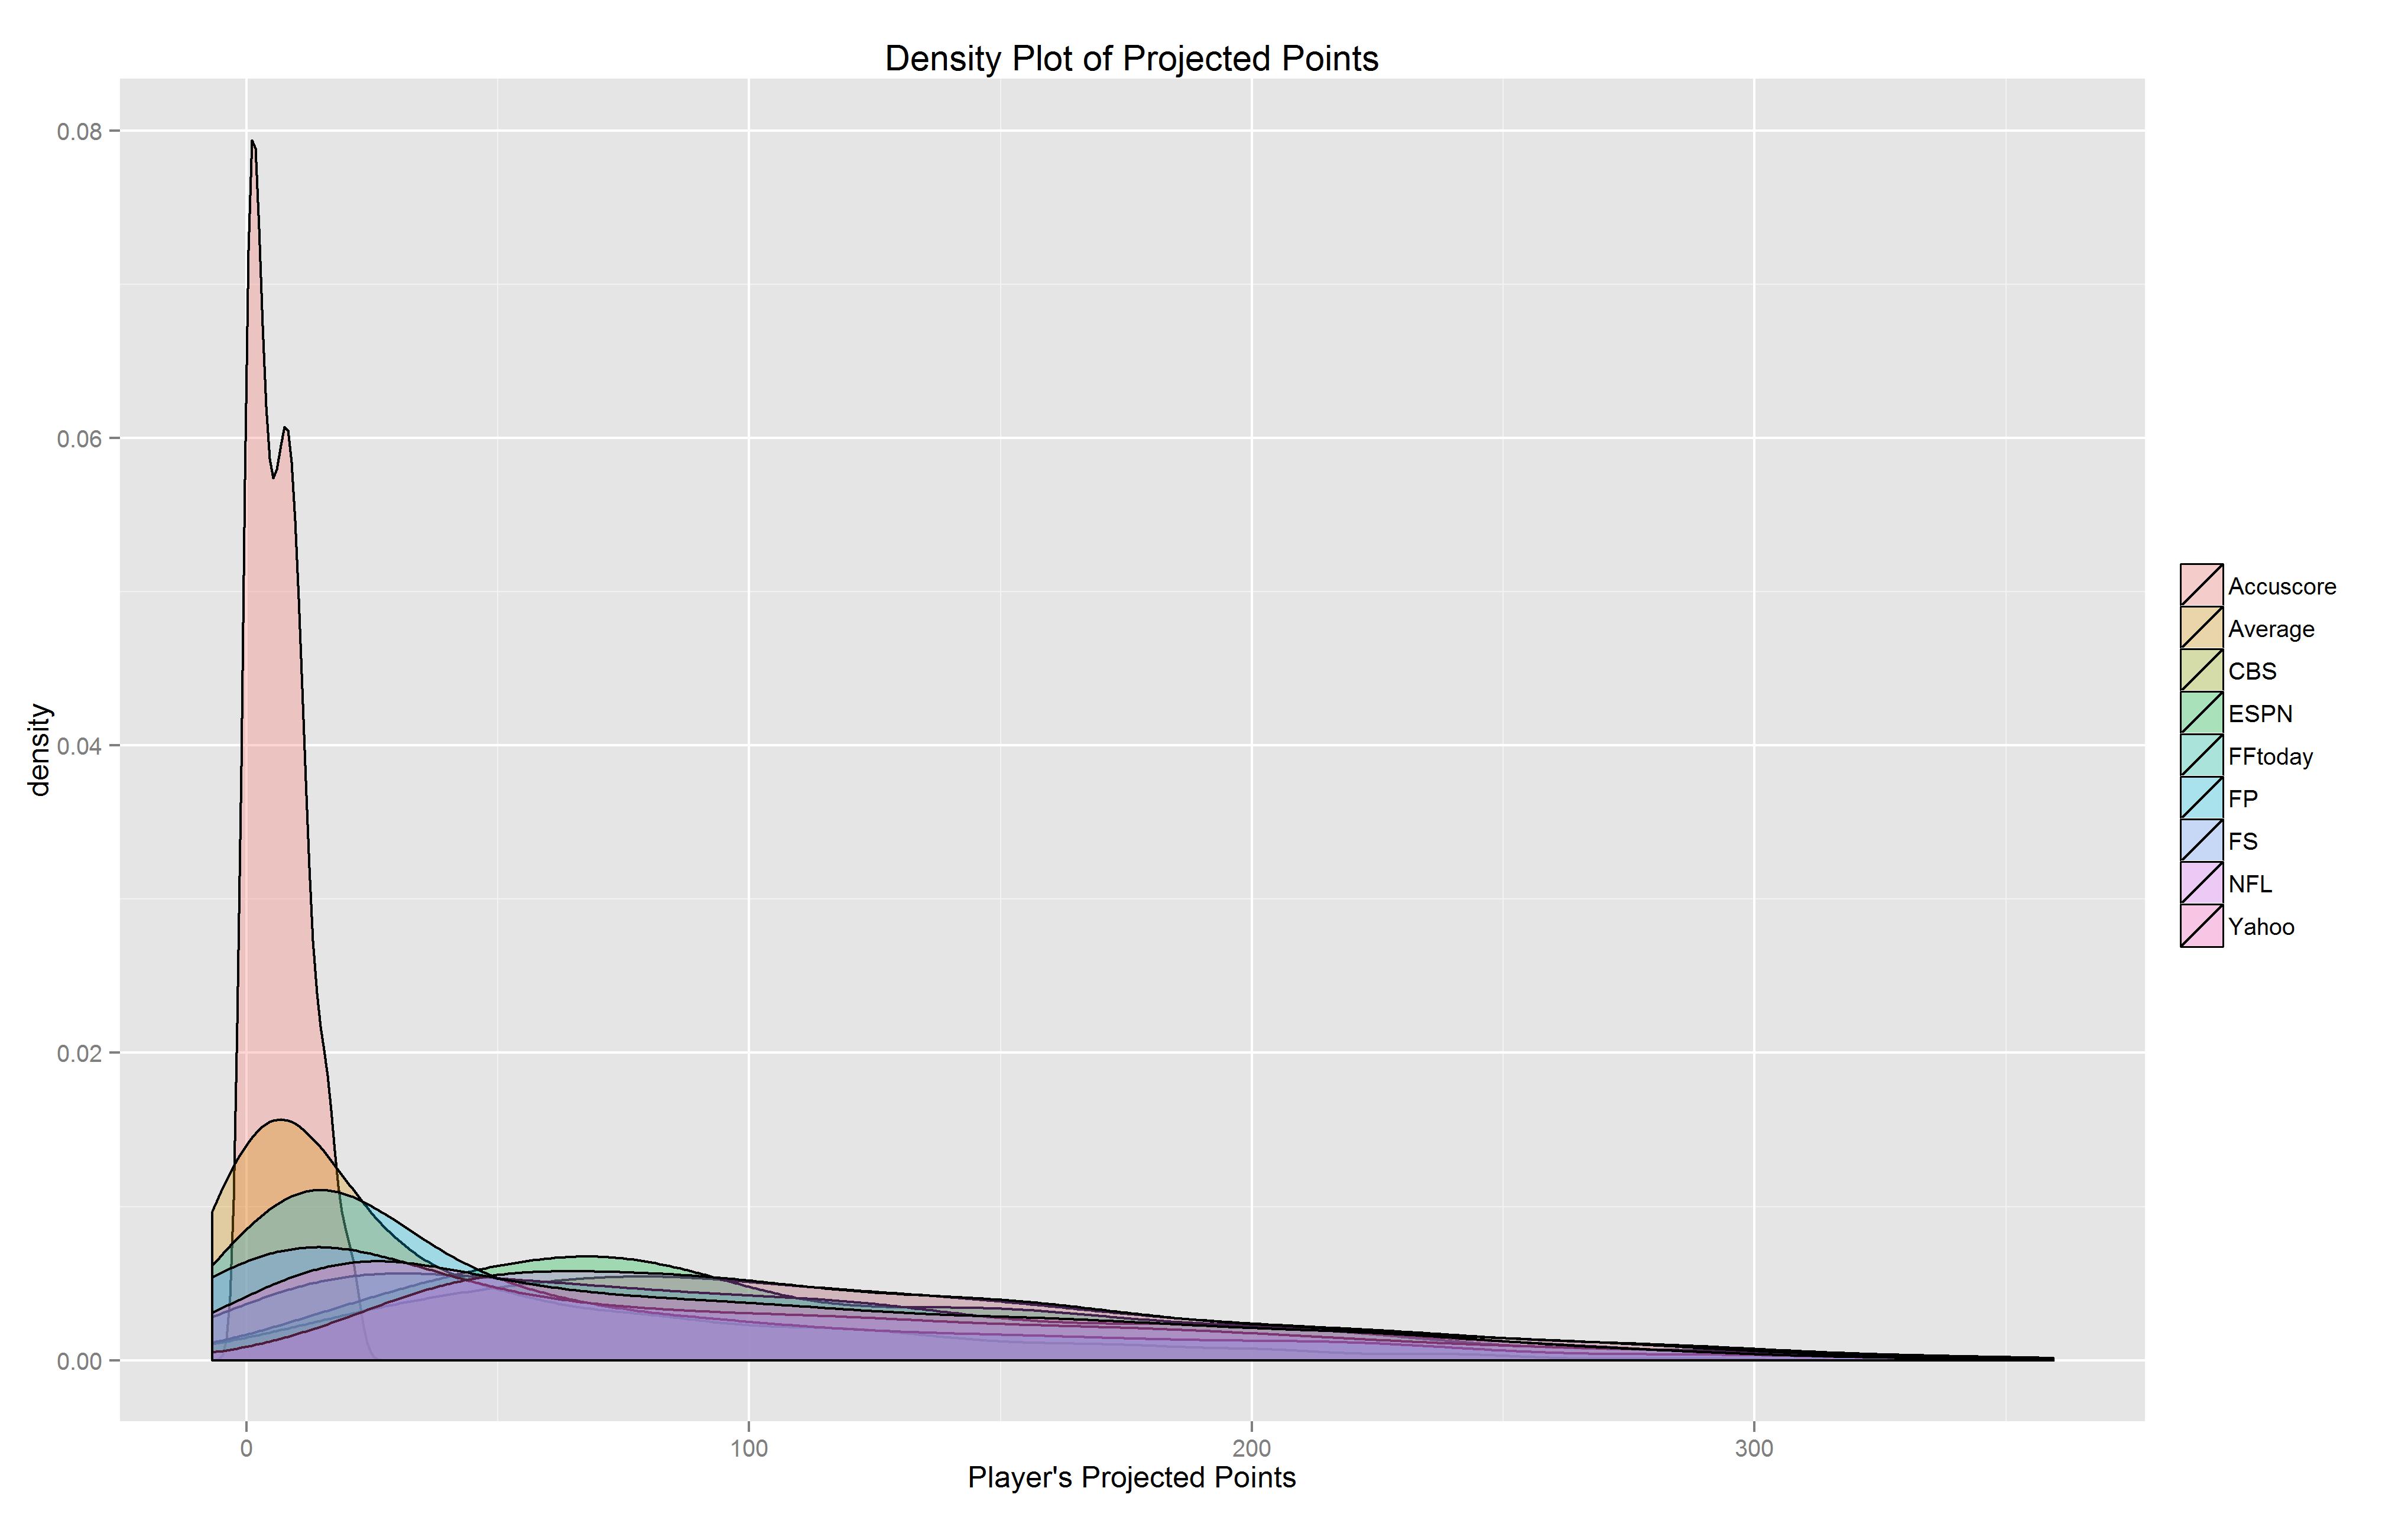 Density Plot of Projected Points
density
0.08
0.06
0.04
0.02
0.00
0
100
200
300
Player's Projected Points
Accuscore
Average
CBS
ESPN
FFtoday
FP
FS
NFL
Yahoo